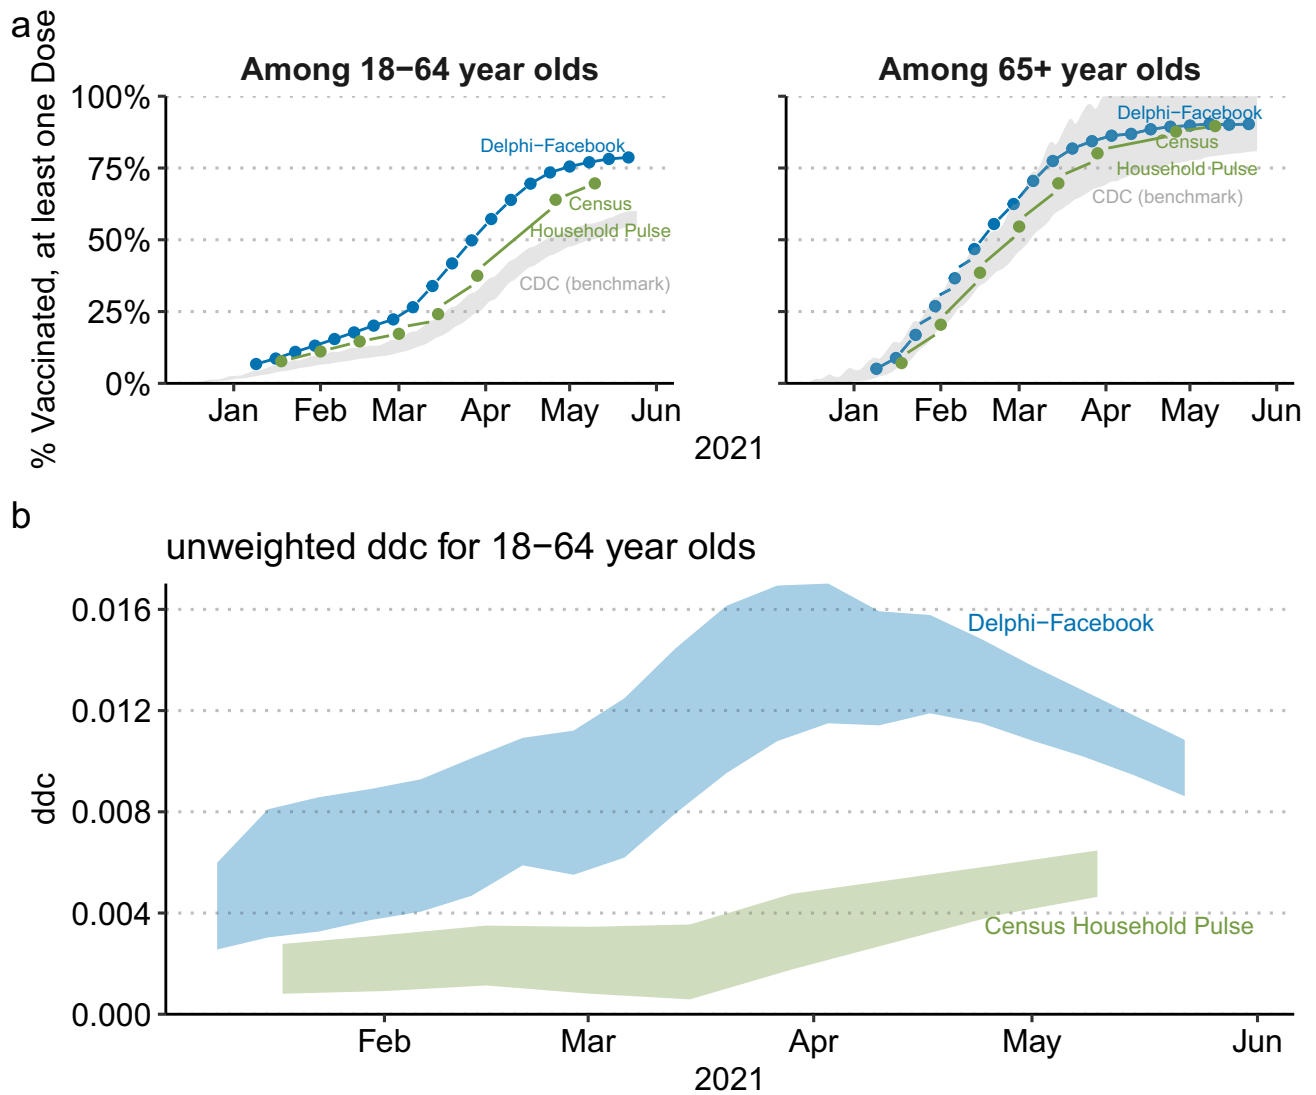 a
% Vaccinated, at least one Dose
Among 18−64 year olds
100%
75%
50%
25%
0%
Delphi−Facebook
Census
Household Pulse
CDC (benchmark)
Jan Feb Mar Apr May Jun
Among 65+ year olds
Delphi−Facebook
Census
Household Pulse
CDC (benchmark)
Jan Feb Mar Apr May Jun
2021
b
unweighted ddc for 18−64 year olds
ddc
0.016
0.012
0.008
0.004
0.000
Delphi−Facebook
Census Household Pulse
Feb Mar Apr May Jun
2021